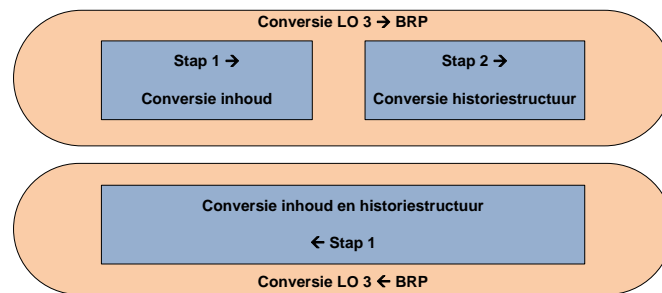 Conversie LO 3 → BRP
Stap 1 →
Conversie inhoud
Stap 2 →
Conversie historiestructuur
Conversie inhoud en historiestructuur
← Stap 1
Conversie LO 3 ← BRP